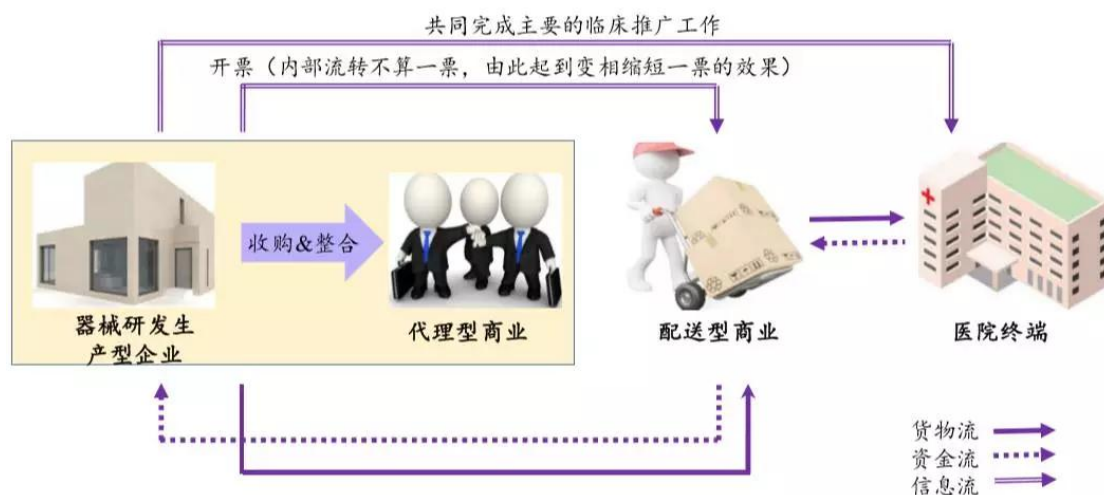 共同完成主要的临床推广工作
开票（内部流转不算一票，由此起到变相缩短一票的效果）
收购&整合
器械研发生
产型企业
代理型商业
配送型商业
医院终端
货物流
资金流
信息流